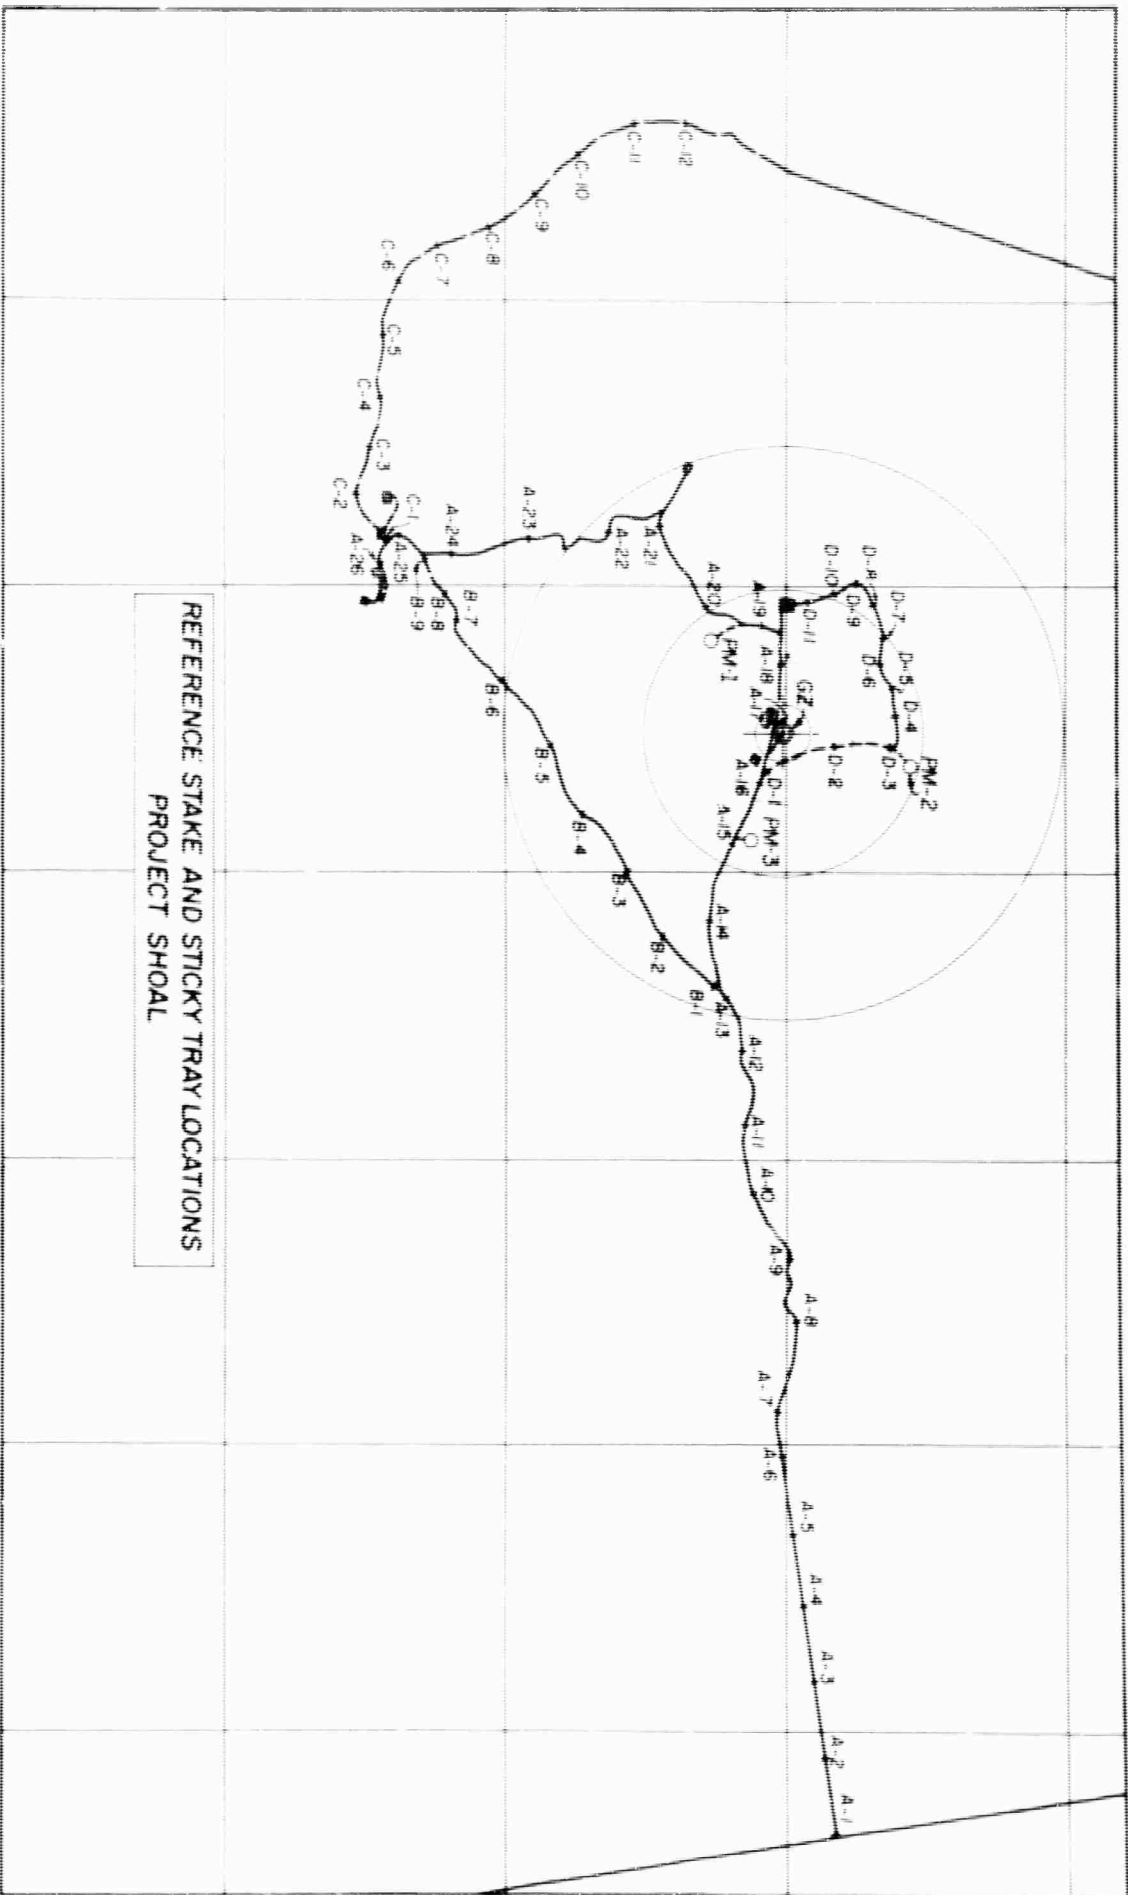 C-12
C-11
C-10
C-9
C-8
C-7
C-6
C-5
C-4
C-3
C-2
C-1
A-26
A-25
A-24
A-23
A-22
A-21
A-20
A-19
A-18
A-17
GZ
A-16
A-15
A-14
A-13
A-12
A-11
A-10
A-9
A-8
A-7
A-6
A-5
A-4
A-3
A-2
A-1
B-9
B-8
B-7
B-6
B-5
B-4
B-3
B-2
B-1
D-11
D-10
D-9
D-8
D-7
D-6
D-5
D-4
D-3
D-2
D-1
PM-1
PM-2
PM-3
REFERENCE STAKE AND STICKY TRAY LOCATIONS
PROJECT SHOAL